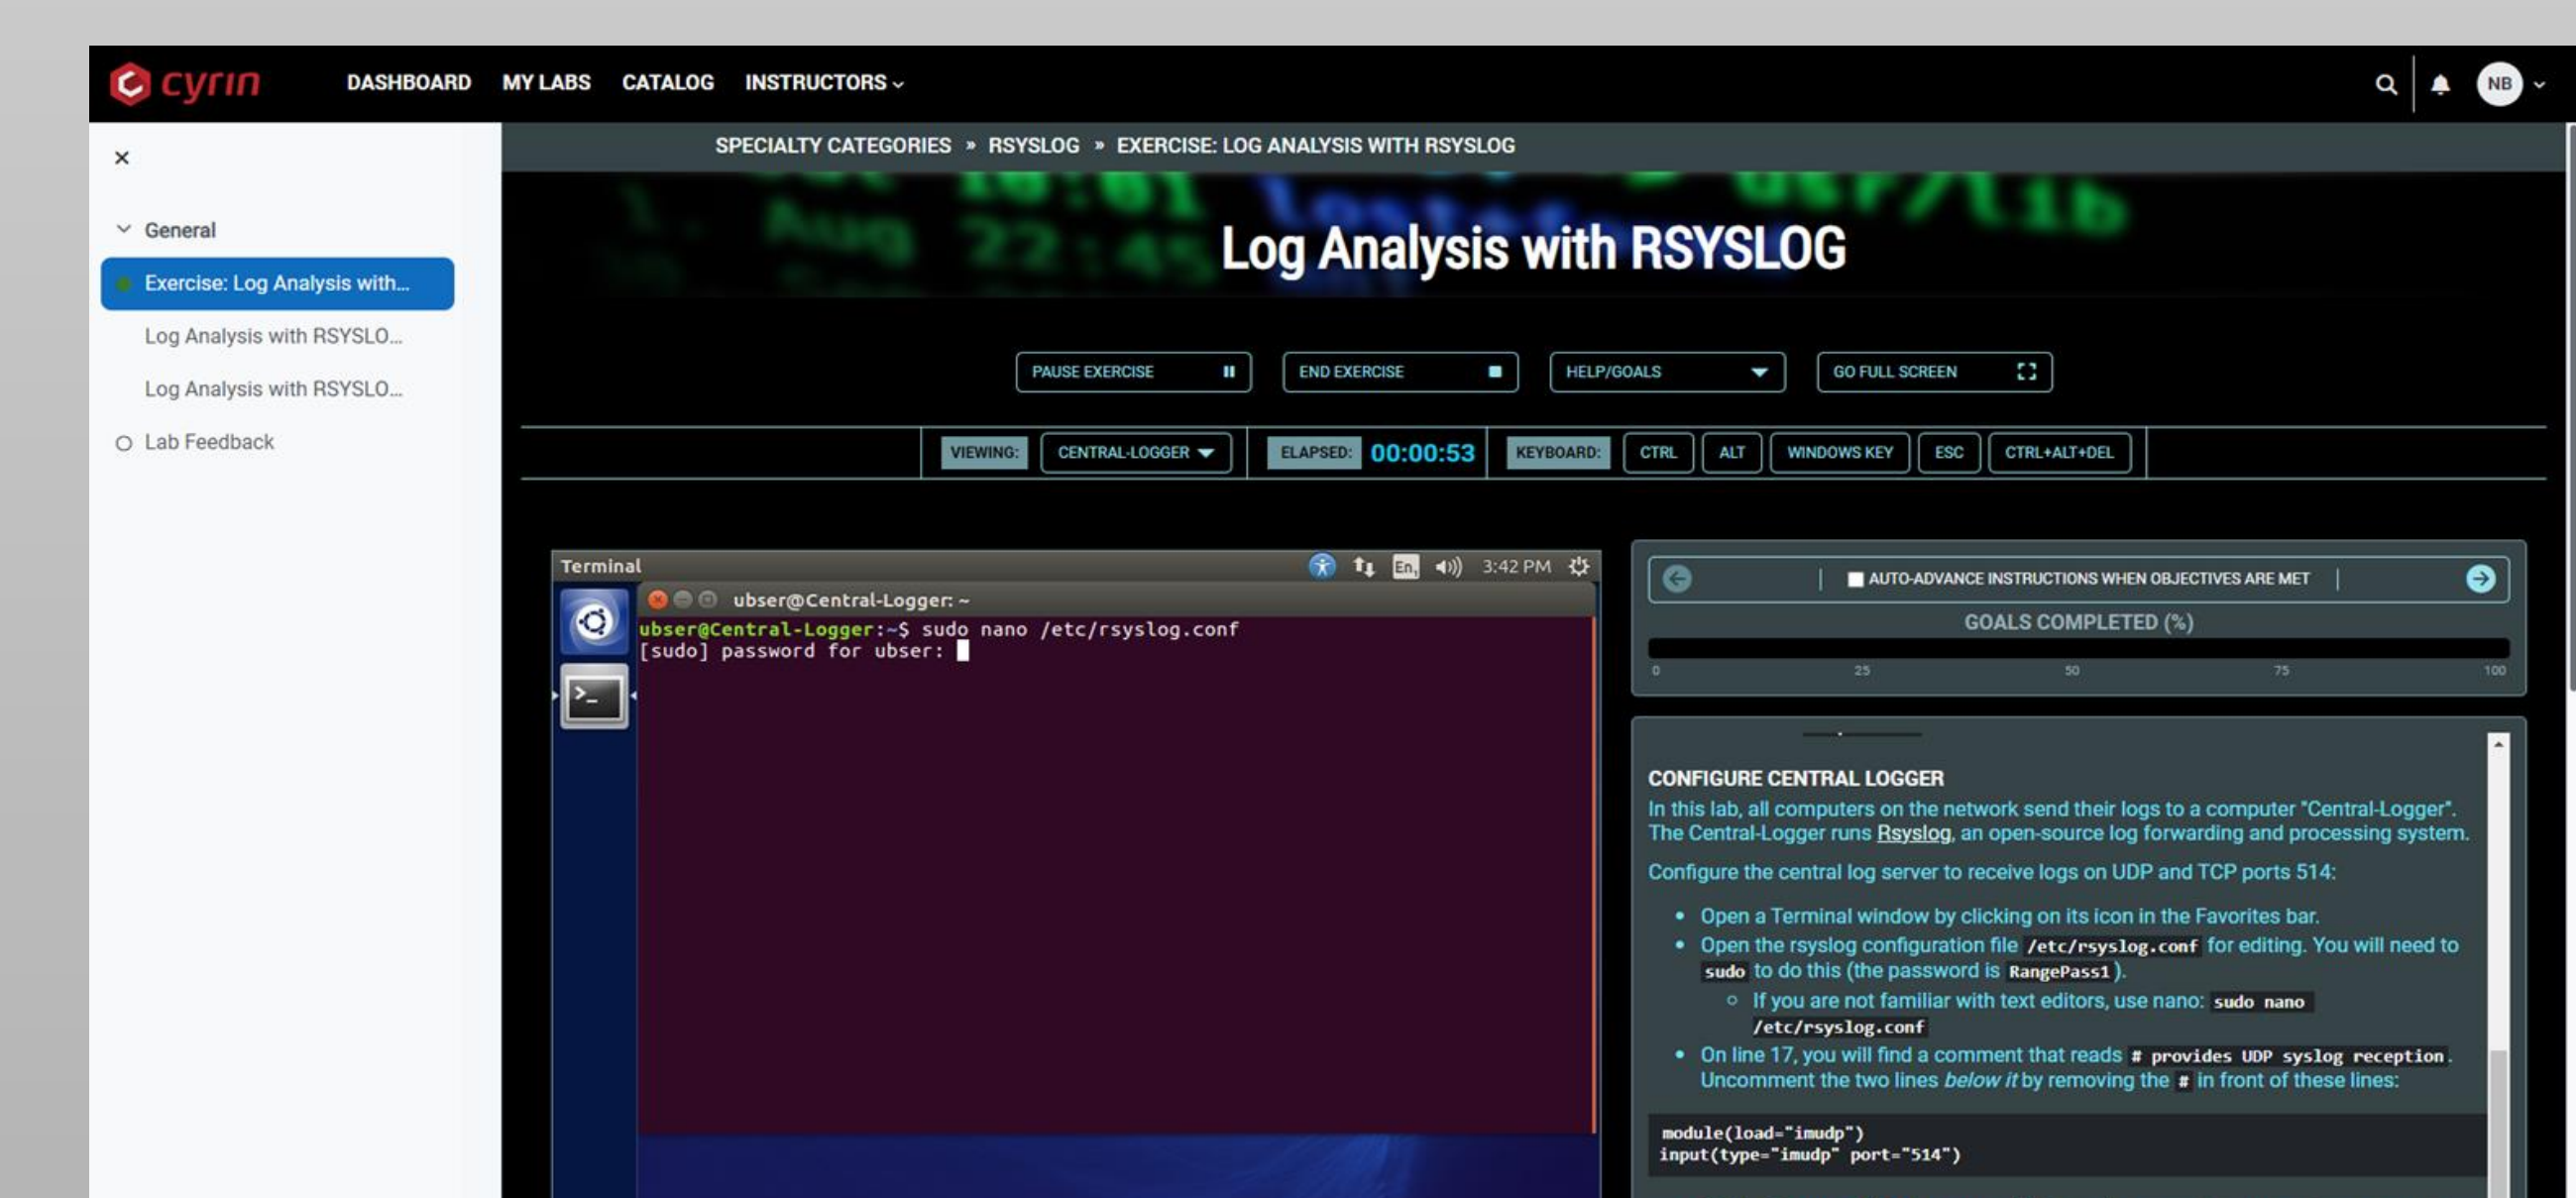 cyrin
DASHBOARD MY LABS CATALOG INSTRUCTORS
NB
SPECIALTY CATEGORIES » RSYSLOG » EXERCISE: LOG ANALYSIS WITH RSYSLOG
General
Exercise: Log Analysis with...
Log Analysis with RSYSLO...
Log Analysis with RSYSLO...
Lab Feedback
10:01 usr/lib
Aug 22:45
Log Analysis with RSYSLOG
PAUSE EXERCISE END EXERCISE HELP/GOALS GO FULL SCREEN
VIEWING: CENTRAL-LOGGER ELAPSED: 00:00:53 KEYBOARD: CTRL ALT WINDOWS KEY ESC CTRL+ALT+DEL
Terminal En 3:42 PM
ubser@Central-Logger: ~
ubser@Central-Logger:~$ sudo nano /etc/rsyslog.conf
[sudo] password for ubser:
AUTO-ADVANCE INSTRUCTIONS WHEN OBJECTIVES ARE MET
GOALS COMPLETED (%)
0 25 50 75 100
CONFIGURE CENTRAL LOGGER
In this lab, all computers on the network send their logs to a computer "Central-Logger".
The Central-Logger runs Rsyslog, an open-source log forwarding and processing system.
Configure the central log server to receive logs on UDP and TCP ports 514:
• Open a Terminal window by clicking on its icon in the Favorites bar.
• Open the rsyslog configuration file /etc/rsyslog.conf for editing. You will need to
sudo to do this (the password is RangePass1).
If you are not familiar with text editors, use nano: sudo nano
/etc/rsyslog.conf
• On line 17, you will find a comment that reads # provides UDP syslog reception.
Uncomment the two lines below it by removing the # in front of these lines:
module(load="imudp")
input(type="imudp" port="514")